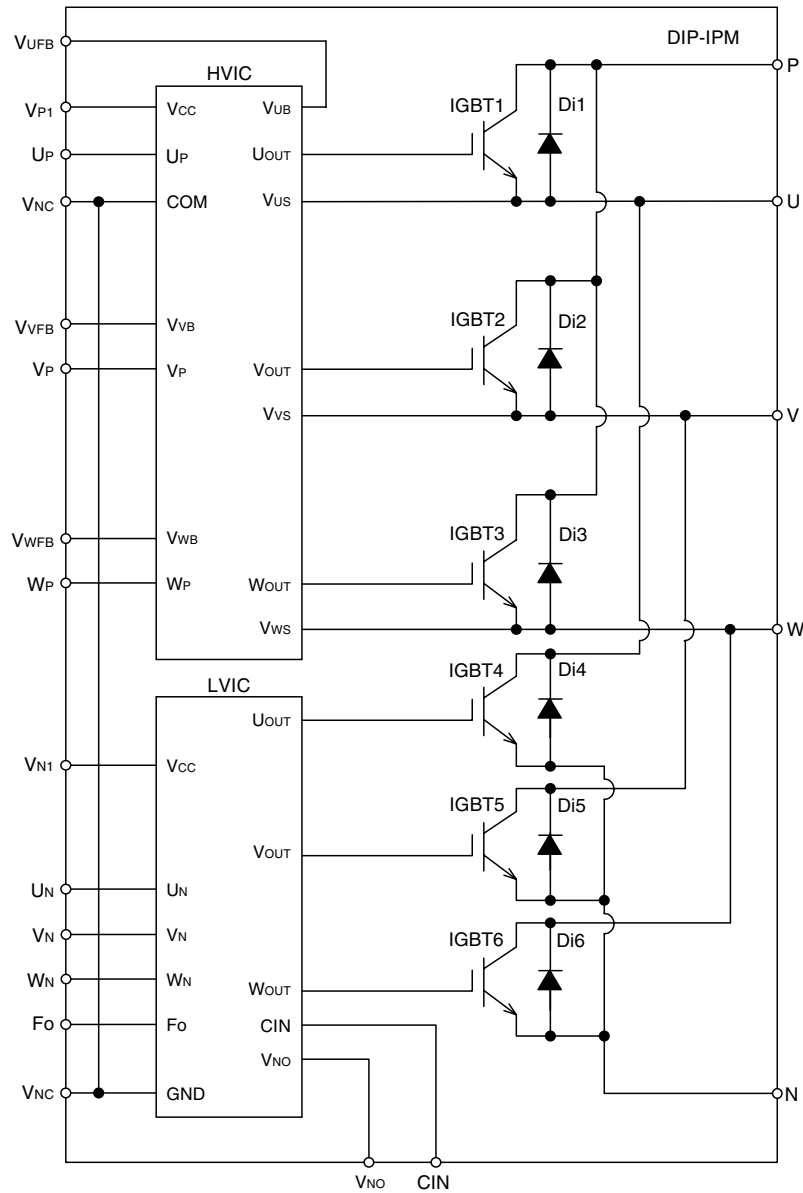 DIP-IPM
VUFB
P
HVIC
IGBT1
Di1
VP1
VCC
VUB
UP
UP
UOUT
VNC
COM
VUS
U
IGBT2
Di2
VVFB
VVB
VP
VP
VOUT
VVS
V
IGBT3
Di3
VWFB
VWB
WP
WP
WOUT
VWS
W
LVIC
IGBT4
Di4
UOUT
VN1
VCC
IGBT5
Di5
VOUT
UN
UN
VN
VN
IGBT6
Di6
WN
WN
WOUT
Fo
Fo
CIN
VNO
VNC
GND
N
VNO
CIN